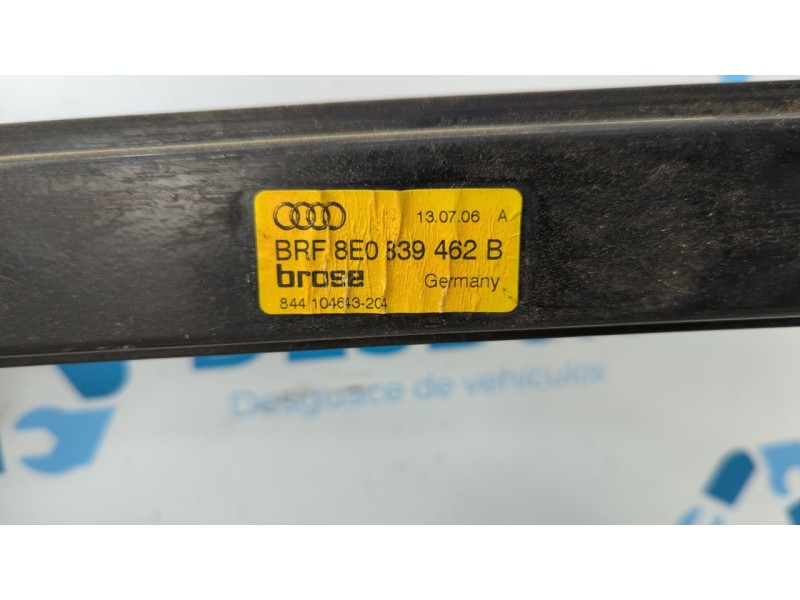 13.07.06 A
BRF 8E0 839 462 B
brose Germany
844 104643-204
Desguace de vehículos